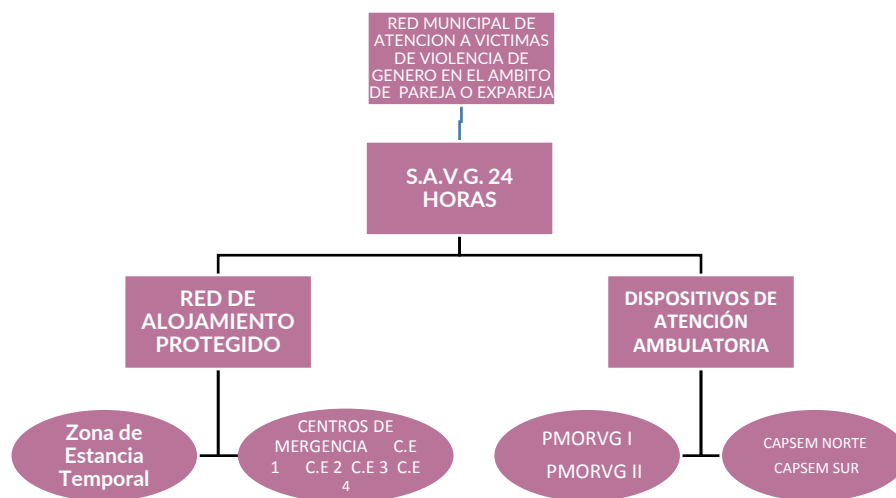 RED MUNICIPAL DE
ATENCION A VICTIMAS
DE VIOLENCIA DE
GENERO EN EL AMBITO
DE PAREJA O EXPAREJA
S.A.V.G. 24
HORAS
RED DE
ALOJAMIENTO
PROTEGIDO
DISPOSITIVOS DE
ATENCIÓN
AMBULATORIA
Zona de
Estancia
Temporal
CENTROS DE
MERGENCIA C.E
1 C.E 2 C.E 3 C.E
4
PMORVG I
PMORVG II
CAPSEM NORTE
CAPSEM SUR